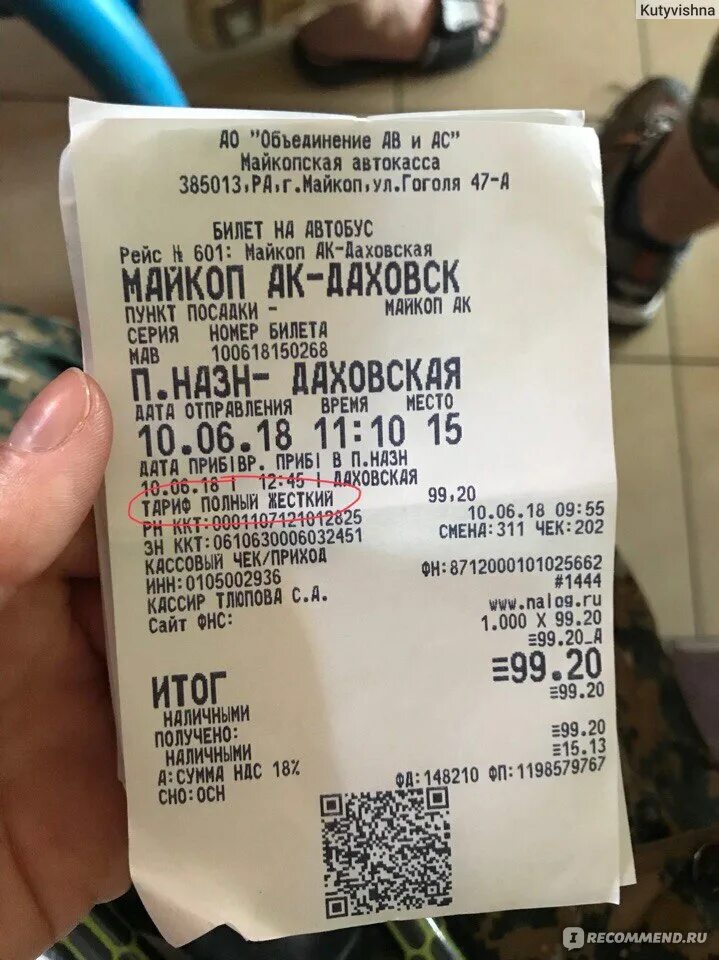 Kutyvishna
АО "Объединение АВ и АС"
Майкопская автокасса
385013,РА,г.Майкоп,ул.Гоголя 47-А
БИЛЕТ НА АВТОБУС
Рейс № 601: Майкоп АК-Даховская
МАЙКОП АК-ДАХОВСК
ПУНКТ ПОСАДКИ - МАЙКОП АК
СЕРИЯ НОМЕР БИЛЕТА
МАВ 100618150268
П.НАЗН- ДАХОВСКАЯ
ДАТА ОТПРАВЛЕНИЯ ВРЕМЯ МЕСТО
10.06.18 11:10 15
ДАТА ПРИБ|ВР. ПРИБ| В П.НАЗН
10.06.18 | 12:45 | ДАХОВСКАЯ
ТАРИФ ПОЛНЫЙ ЖЕСТКИЙ 99,20
РН ККТ:0001107121012825 10.06.18 09:55
ЗН ККТ:0610630006032451 СМЕНА:311 ЧЕК:202
КАССОВЫЙ ЧЕК/ПРИХОД
ИНН:0105002936 ФН:8712000101025662
КАССИР ТЛЮПОВА С.А. #1444
Сайт ФНС: www.nalog.ru
1.000 X 99.20
≡99.20_А
ИТОГ ≡99.20
НАЛИЧНЫМИ ≡99.20
ПОЛУЧЕНО:
НАЛИЧНЫМИ ≡99.20
А:СУММА НДС 18% ≡15.13
СНО:ОСН ФД:148210 ФП:1198579767
IRECOMMEND.RU